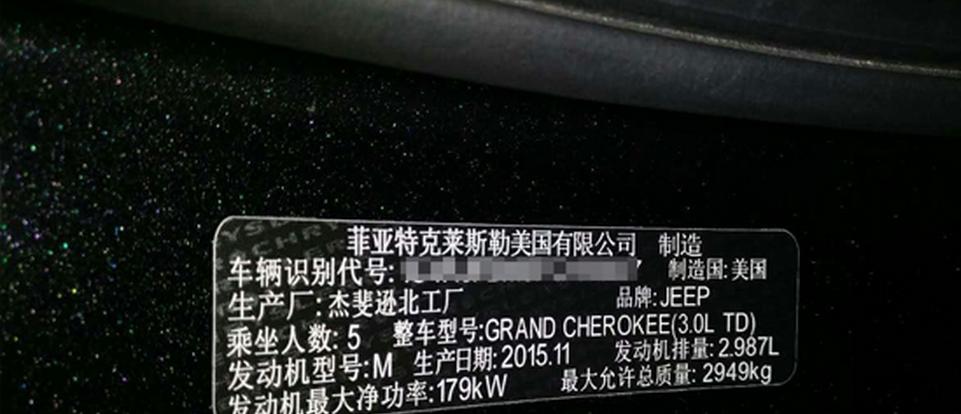 菲亚特克莱斯勒美国有限公司 制造
车辆识别代号: 7 制造国:美国
生产厂:杰斐逊北工厂 品牌:JEEP
乘坐人数: 5 整车型号:GRAND CHEROKEE(3.0L TD)
发动机型号:M 生产日期:2015.11 发动机排量:2.987L
发动机最大净功率:179kW 最大允许总质量: 2949kg